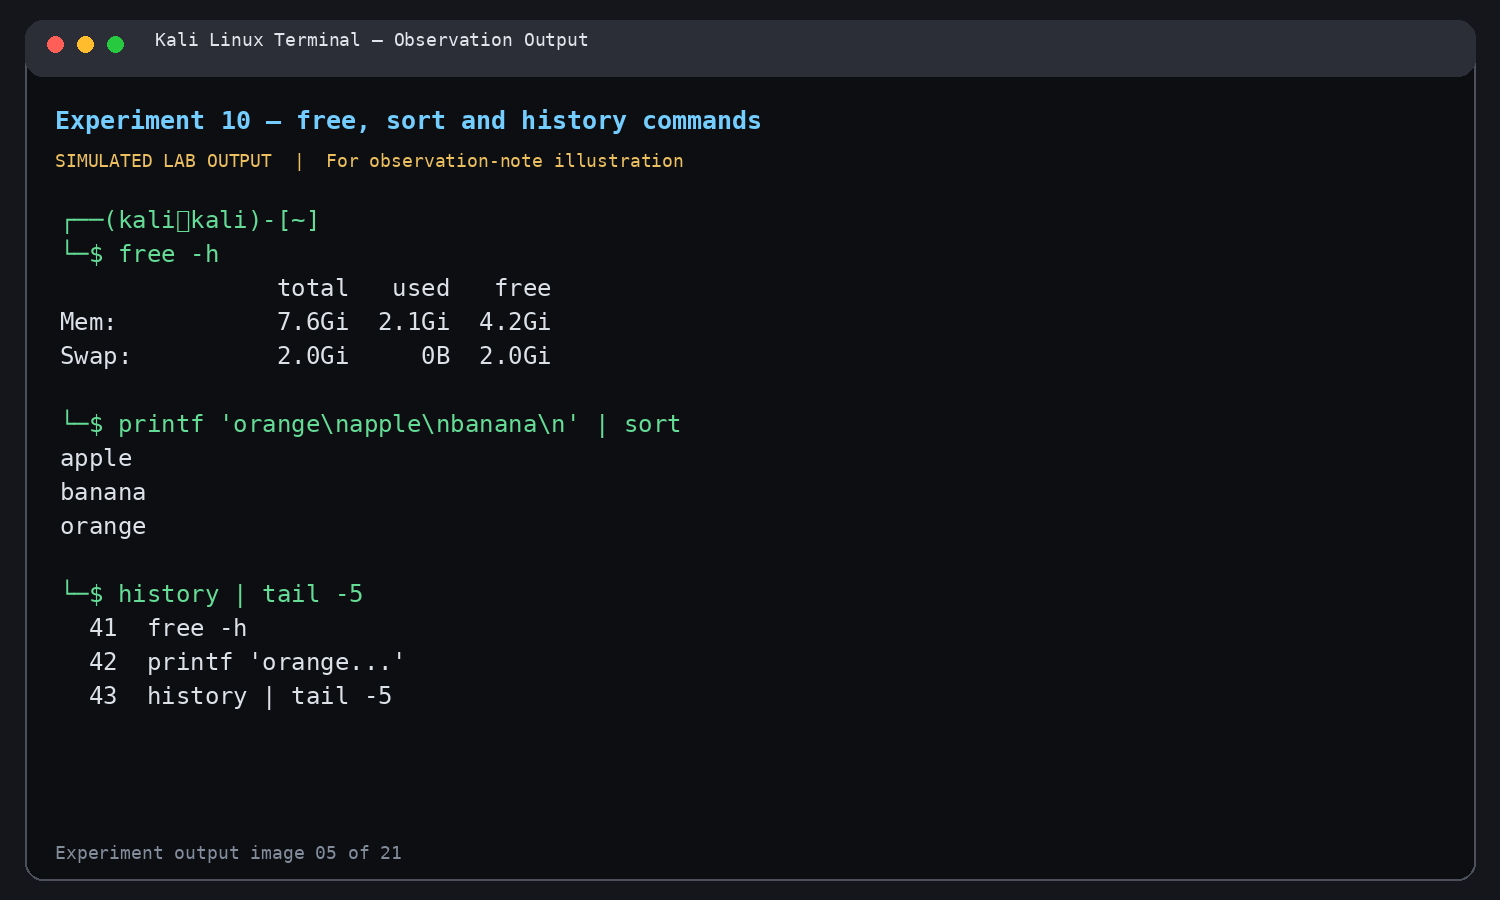 Kali Linux Terminal — Observation Output
Experiment 10 — free, sort and history commands
SIMULATED LAB OUTPUT  |  For observation-note illustration
┌──(kali▯kali)-[~]
└─$ free -h
               total   used   free
Mem:           7.6Gi  2.1Gi  4.2Gi
Swap:          2.0Gi     0B  2.0Gi
└─$ printf 'orange\napple\nbanana\n' | sort
apple
banana
orange
└─$ history | tail -5
  41  free -h
  42  printf 'orange...'
  43  history | tail -5
Experiment output image 05 of 21